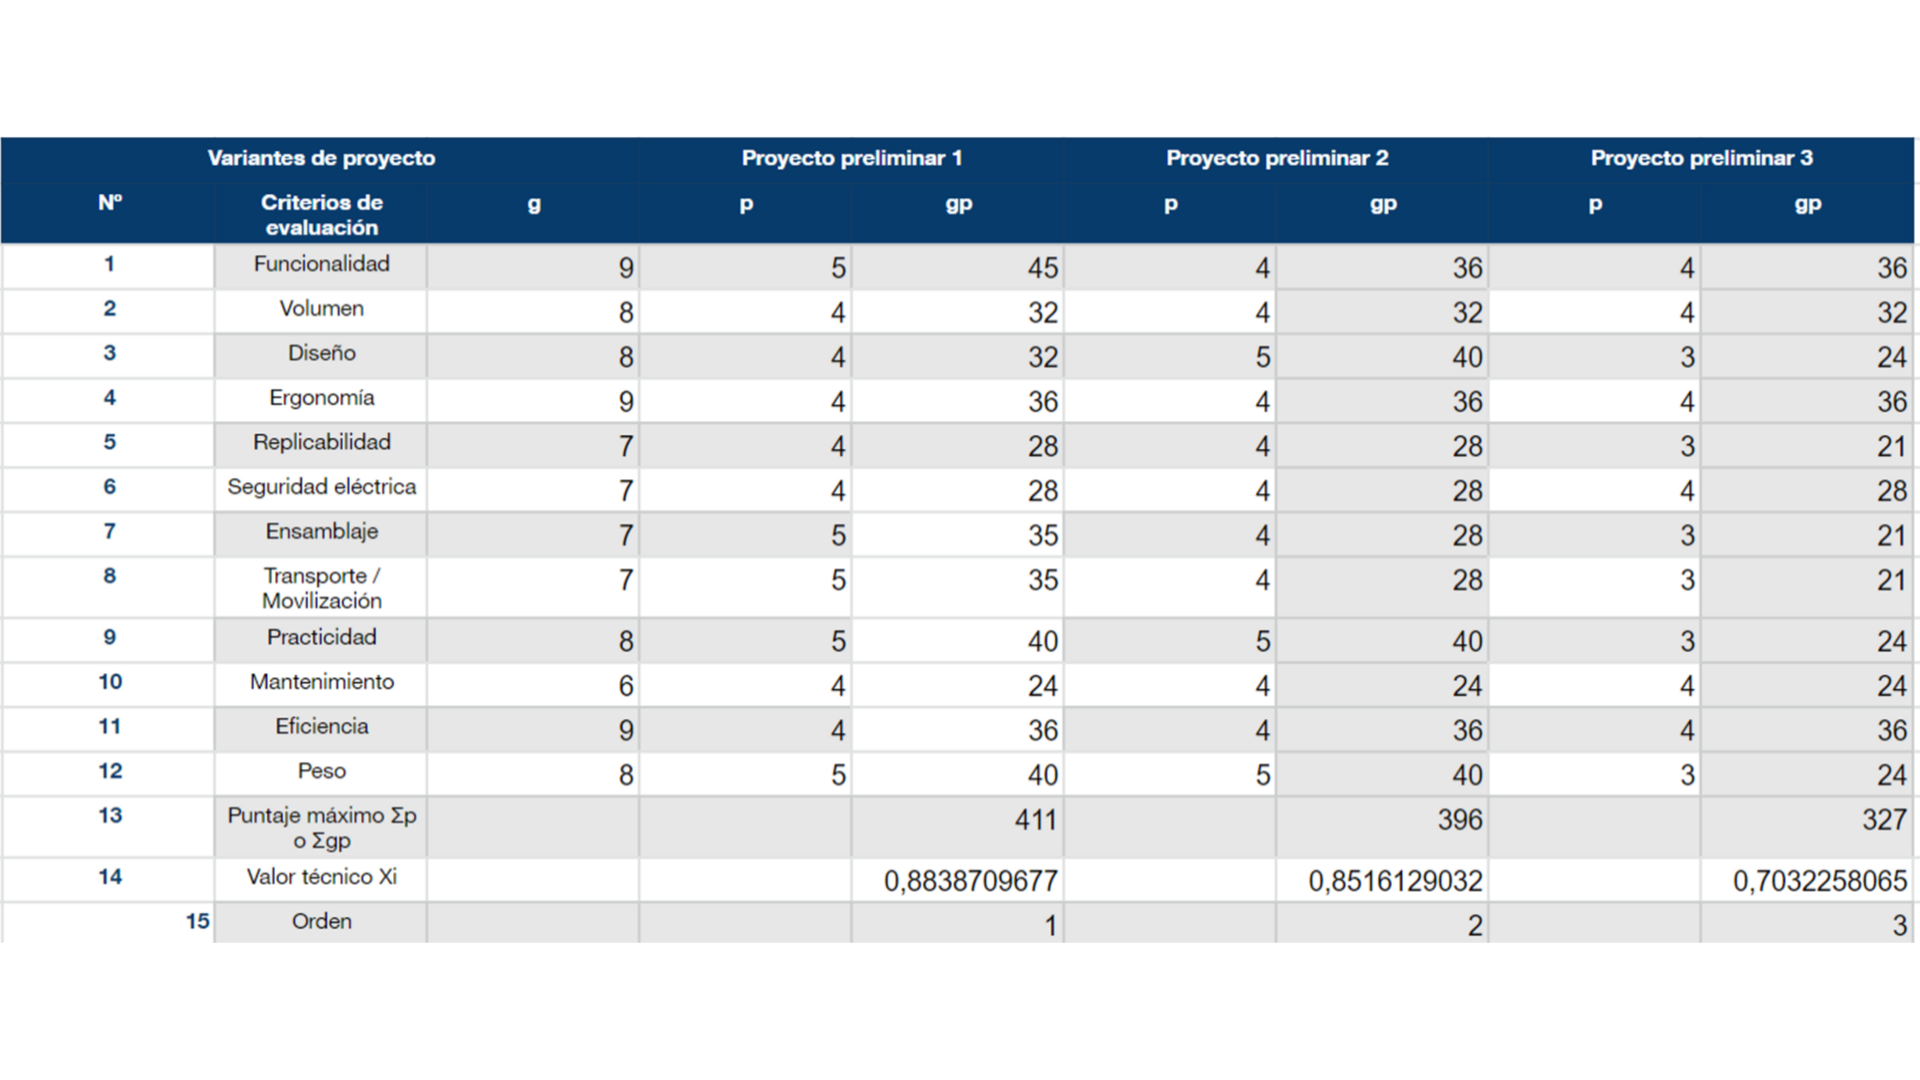 Variantes de proyecto Proyecto preliminar 1 Proyecto preliminar 2 Proyecto preliminar 3
Nº Criterios de evaluación g p gp p gp p gp
1 Funcionalidad 9 5 45 4 36 4 36
2 Volumen 8 4 32 4 32 4 32
3 Diseño 8 4 32 5 40 3 24
4 Ergonomía 9 4 36 4 36 4 36
5 Replicabilidad 7 4 28 4 28 3 21
6 Seguridad eléctrica 7 4 28 4 28 4 28
7 Ensamblaje 7 5 35 4 28 3 21
8 Transporte / Movilización 7 5 35 4 28 3 21
9 Practicidad 8 5 40 5 40 3 24
10 Mantenimiento 6 4 24 4 24 4 24
11 Eficiencia 9 4 36 4 36 4 36
12 Peso 8 5 40 5 40 3 24
13 Puntaje máximo Σp o Σgp 411 396 327
14 Valor técnico Xi 0,8838709677 0,8516129032 0,7032258065
15 Orden 1 2 3